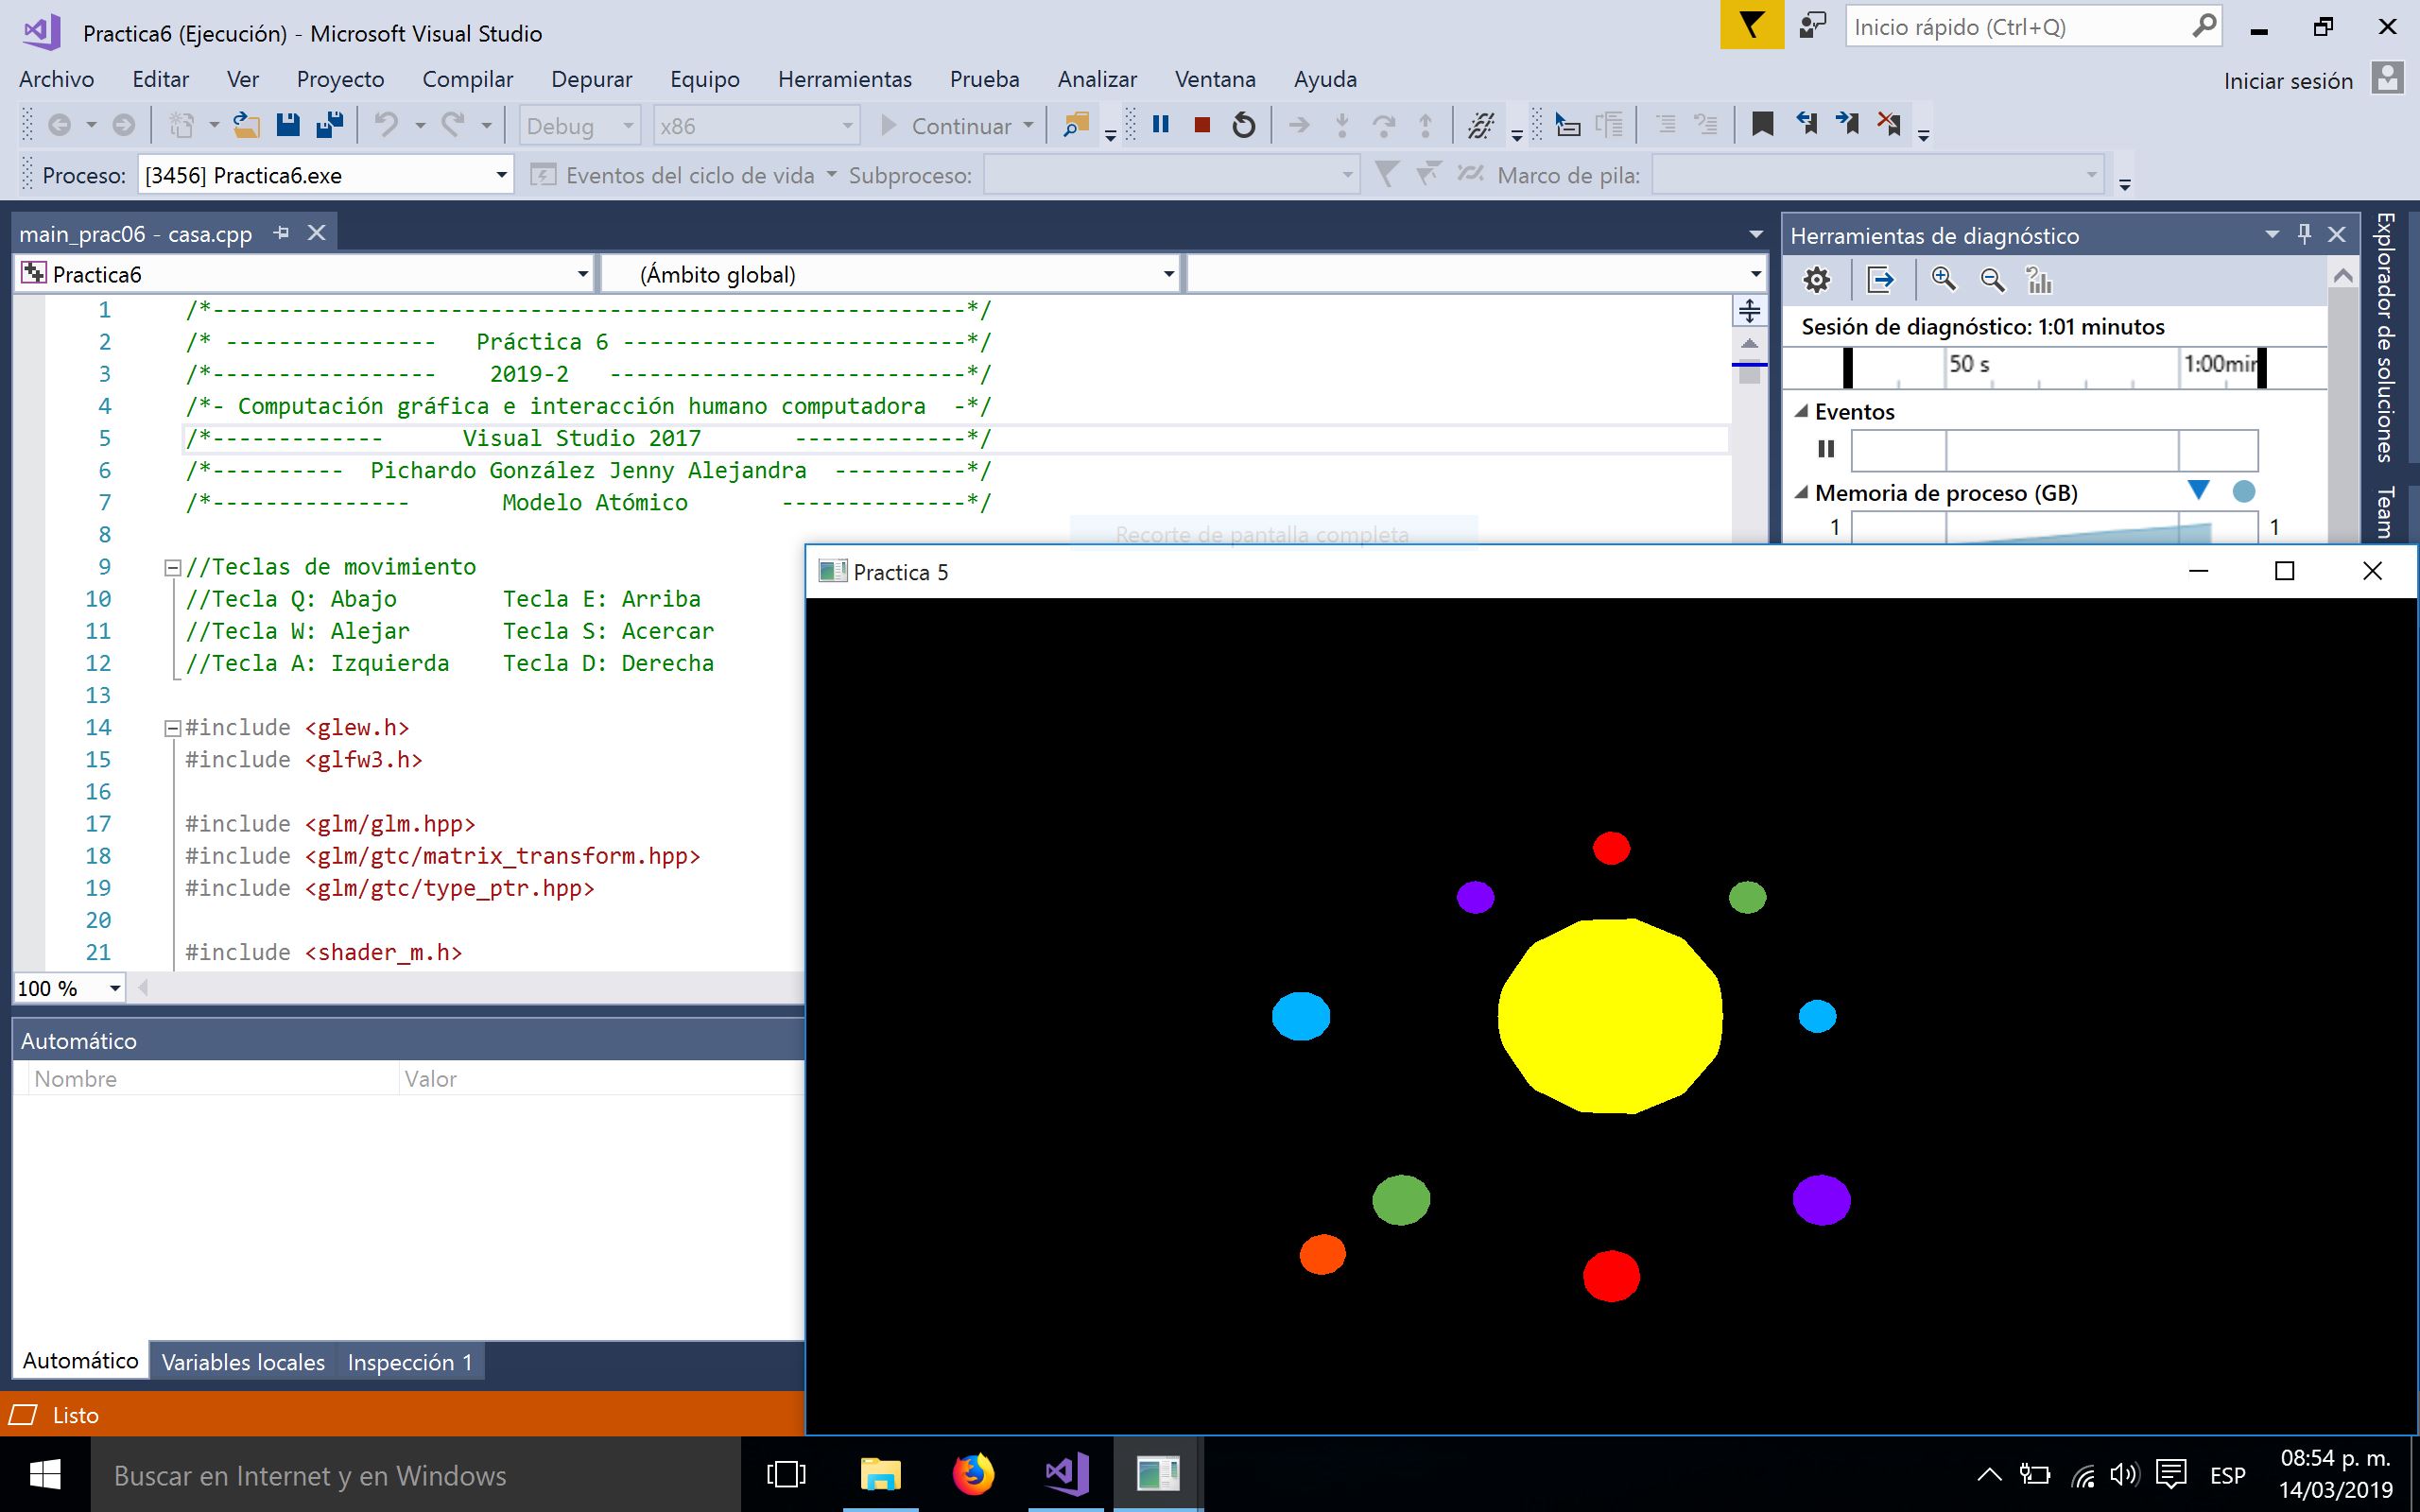 Practica6 (Ejecución) - Microsoft Visual Studio
Inicio rápido (Ctrl+Q)
Archivo Editar Ver Proyecto Compilar Depurar Equipo Herramientas Prueba Analizar Ventana Ayuda
Iniciar sesión
Debug x86 Continuar
Proceso: [3456] Practica6.exe Eventos del ciclo de vida Subproceso: Marco de pila:
main_prac06 - casa.cpp
Practica6 (Ámbito global)
1 /*---------------------------------------------------------*/
2 /* ---------------- Práctica 6 --------------------------*/
3 /*----------------- 2019-2 ---------------------------*/
4 /*- Computación gráfica e interacción humano computadora -*/
5 /*------------- Visual Studio 2017 -------------*/
6 /*---------- Pichardo González Jenny Alejandra ----------*/
7 /*--------------- Modelo Atómico --------------*/
8
9 //Teclas de movimiento
10 //Tecla Q: Abajo Tecla E: Arriba
11 //Tecla W: Alejar Tecla S: Acercar
12 //Tecla A: Izquierda Tecla D: Derecha
13
14 #include <glew.h>
15 #include <glfw3.h>
16
17 #include <glm/glm.hpp>
18 #include <glm/gtc/matrix_transform.hpp>
19 #include <glm/gtc/type_ptr.hpp>
20
21 #include <shader_m.h>
100 %
Herramientas de diagnóstico
Sesión de diagnóstico: 1:01 minutos
50 s 1:00min
Eventos
Memoria de proceso (GB)
1 1
Explorador de soluciones
Team
Recorte de pantalla completa
Practica 5
Automático
Nombre Valor
Automático Variables locales Inspección 1
Listo
Buscar en Internet y en Windows
ESP
08:54 p. m.
14/03/2019